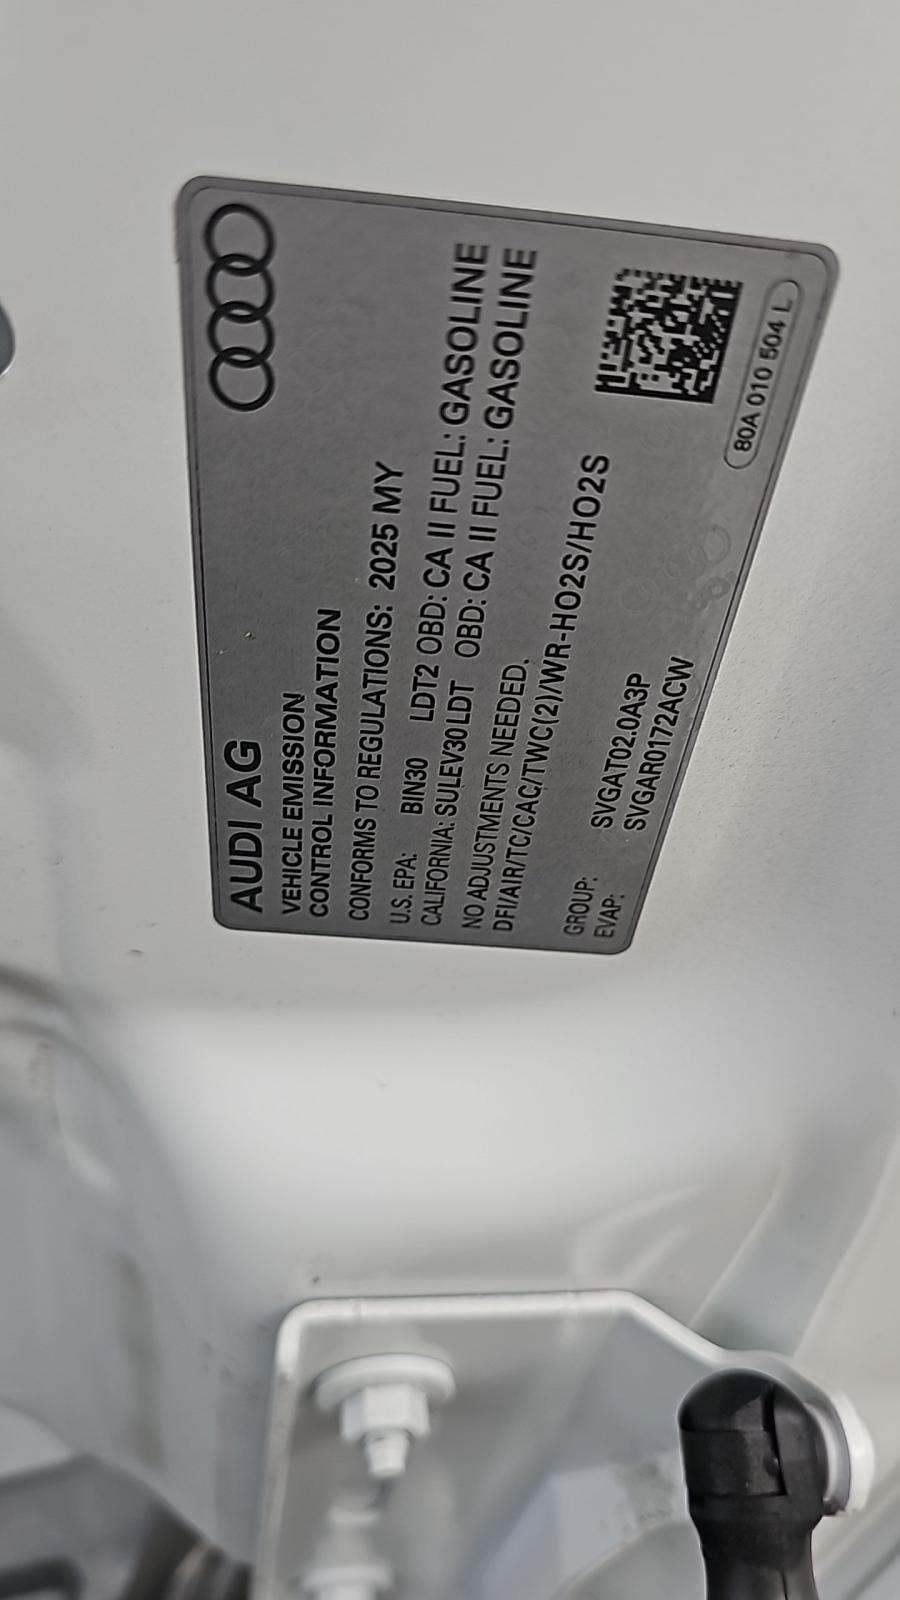 AUDI AG
VEHICLE EMISSION
CONTROL INFORMATION
CONFORMS TO REGULATIONS: 2025 MY
U.S. EPA: BIN30 LDT2 OBD: CA II FUEL: GASOLINE
CALIFORNIA: SULEV30 LDT OBD: CA II FUEL: GASOLINE
NO ADJUSTMENTS NEEDED.
DFI/AIR/TC/CAC/TWC(2)/WR-HO2S/HO2S
GROUP: SVGAT02.0A3P
EVAP: SVGAR0172ACW
80A 010 504 L